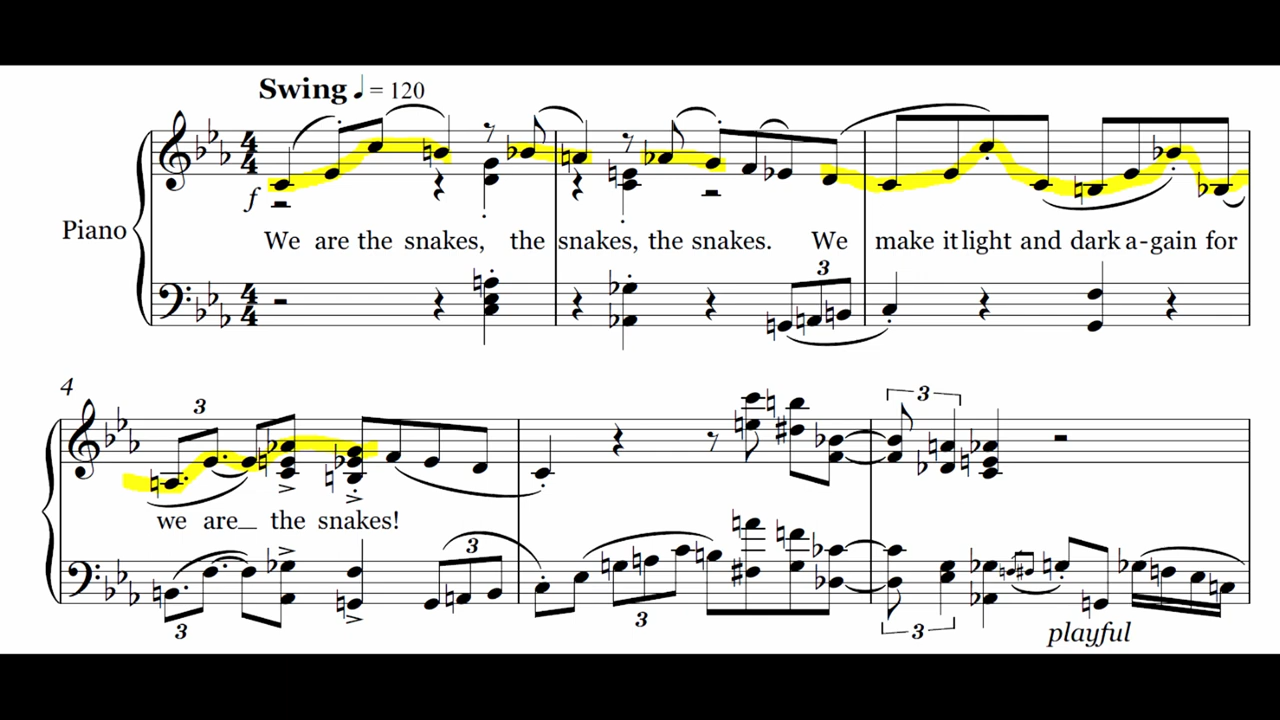 Swing ♩ = 120
Piano
f
We are the snakes, the snakes, the snakes. We make it light and dark a-gain for
3
4
3
we are_ the snakes!
3
3
3
3
3
playful